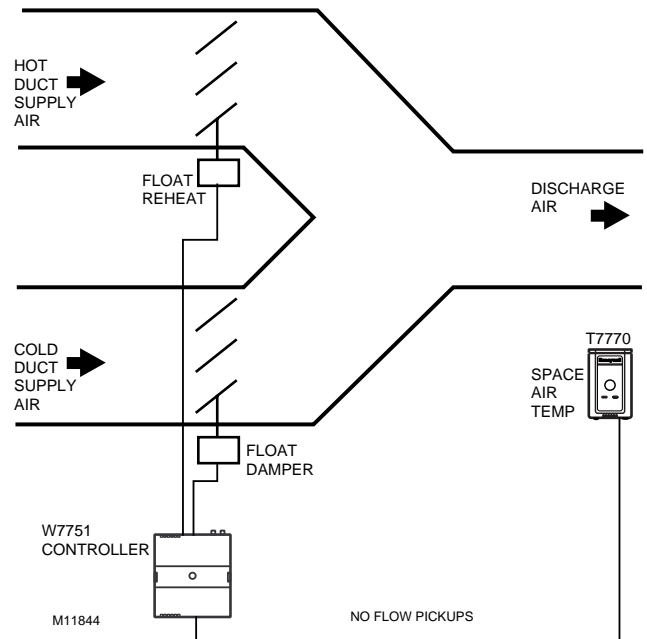 HOT
DUCT
SUPPLY
AIR
FLOAT
REHEAT
DISCHARGE
AIR
COLD
DUCT
SUPPLY
AIR
T7770
Honeywell
SPACE
AIR
TEMP
FLOAT
DAMPER
W7751
CONTROLLER
M11844
NO FLOW PICKUPS